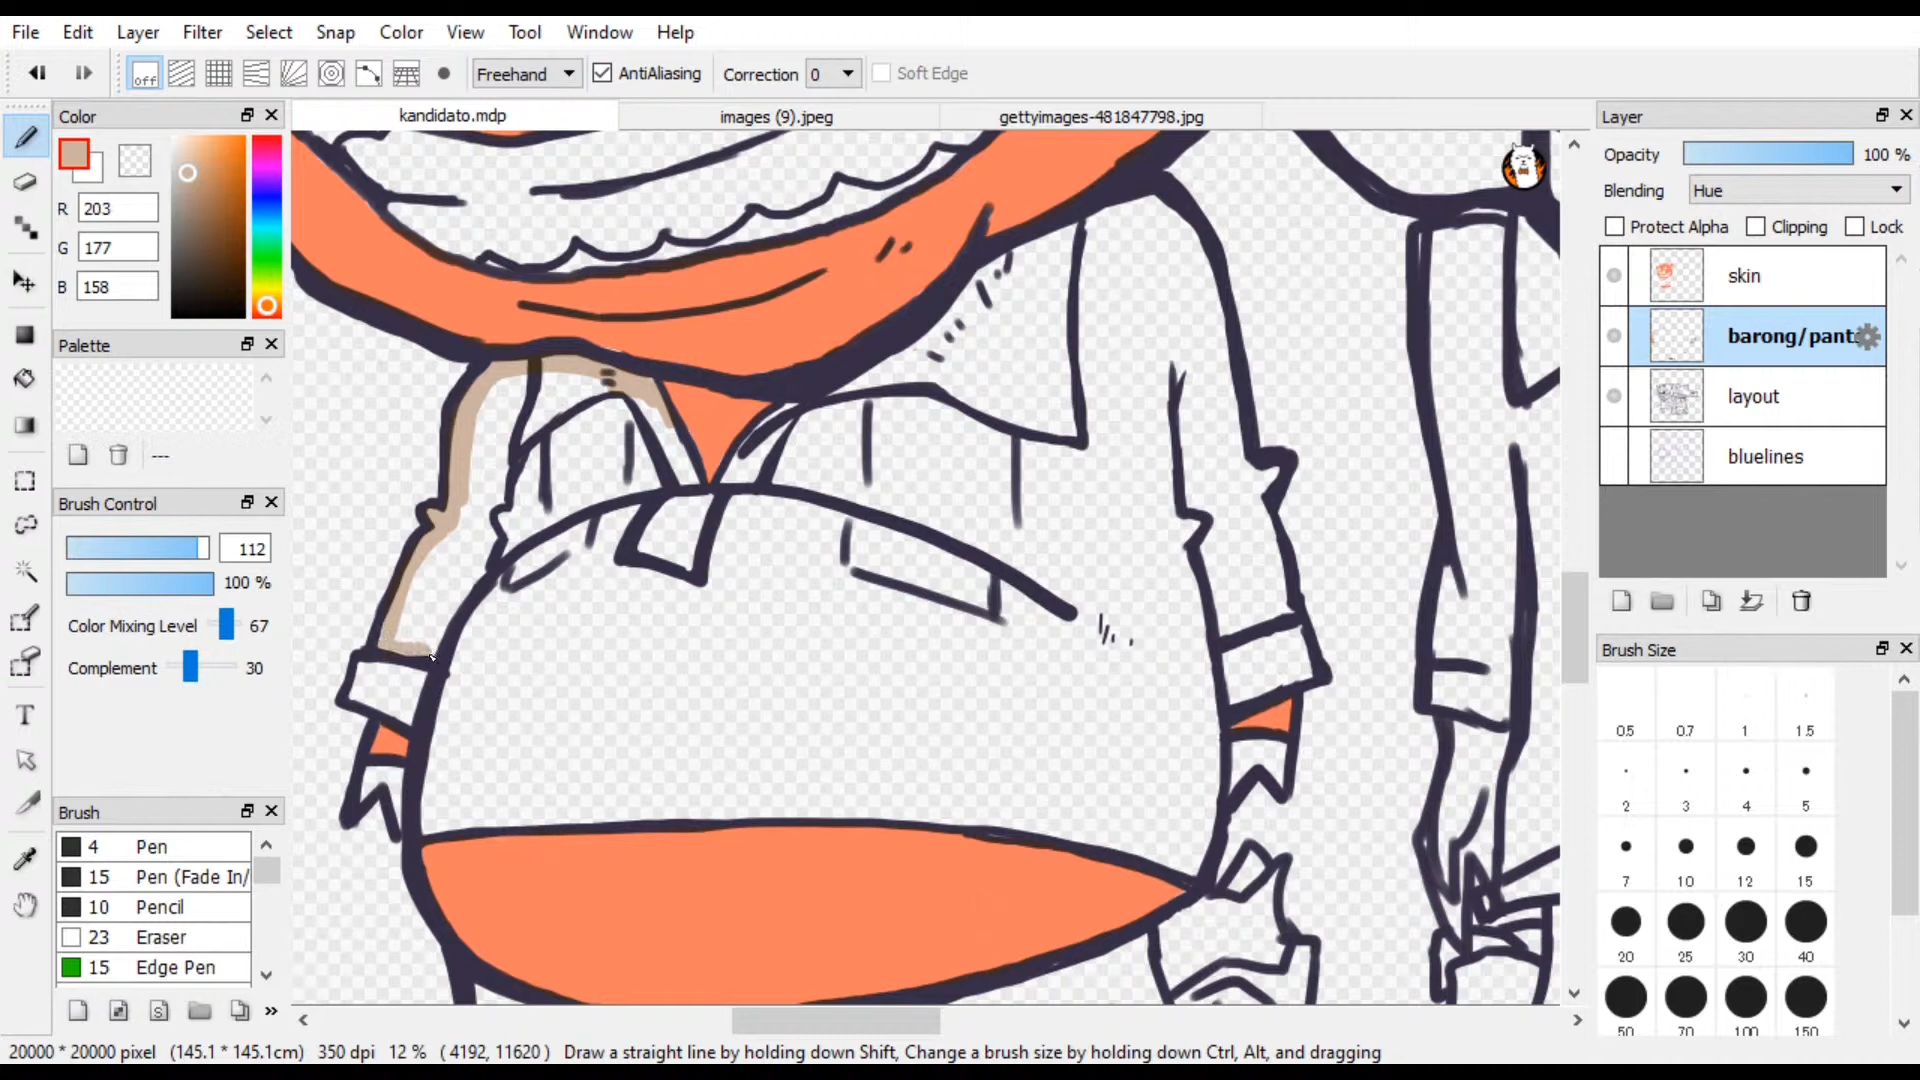 File Edit Layer Filter Select Snap Color View Tool Window Help
off Freehand AntiAliasing Correction 0 Soft Edge
Color
R 203
G 177
B 158
Palette
---
Brush Control
112
100 %
Color Mixing Level 67
Complement 30
Brush
4 Pen
15 Pen (Fade In/
10 Pencil
23 Eraser
15 Edge Pen
S
kandidato.mdp images (9).jpeg gettyimages-481847798.jpg
Layer
Opacity 100 %
Blending Hue
Protect Alpha Clipping Lock
skin
barong/pant
layout
bluelines
Brush Size
0.5 0.7 1 1.5
2 3 4 5
7 10 12 15
20 25 30 40
50 70 100 150
20000 * 20000 pixel (145.1 * 145.1cm) 350 dpi 12 % ( 4192, 11620 ) Draw a straight line by holding down Shift, Change a brush size by holding down Ctrl, Alt, and dragging